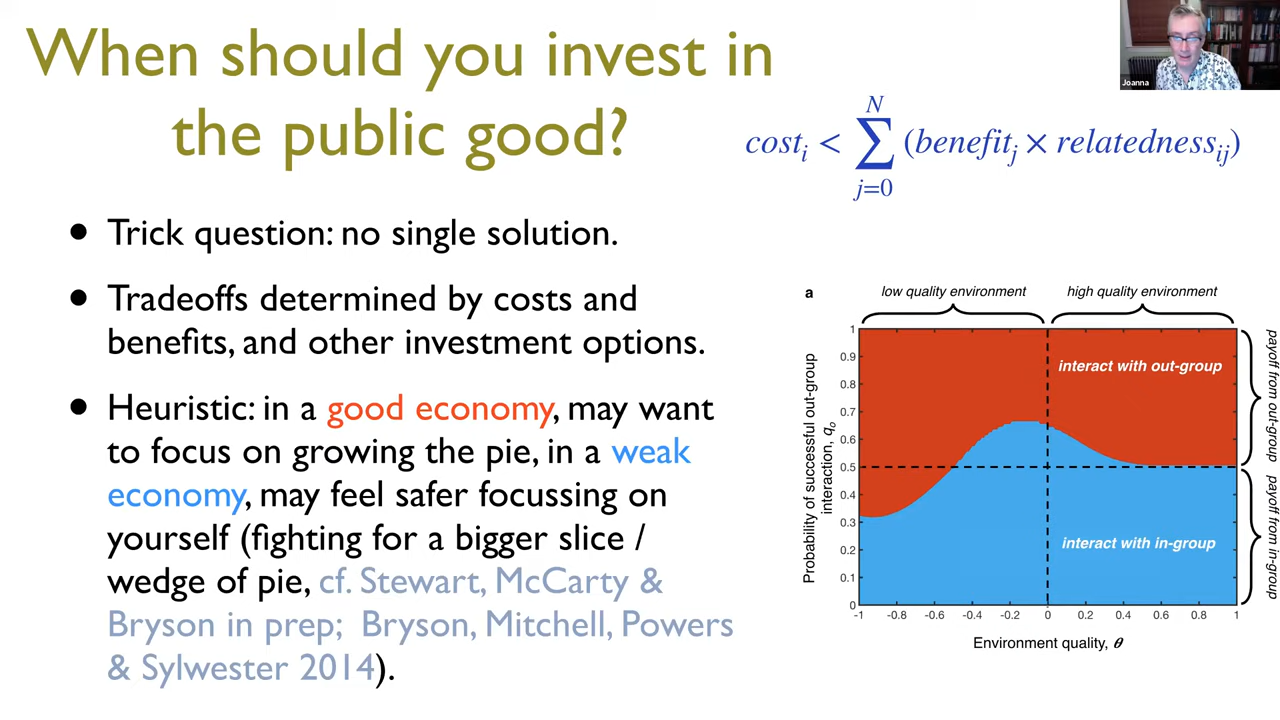 When should you invest in
the public good?
cost_i < \sum_{j=0}^{N} (benefit_j × relatedness_{ij})
• Trick question: no single solution.
• Tradeoffs determined by costs and
benefits, and other investment options.
• Heuristic: in a good economy, may want
to focus on growing the pie, in a weak
economy, may feel safer focussing on
yourself (fighting for a bigger slice /
wedge of pie, cf. Stewart, McCarty &
Bryson in prep; Bryson, Mitchell, Powers
& Sylwester 2014).
Joanna
a
low quality environment
high quality environment
1
0.9
0.8
0.7
0.6
0.5
0.4
0.3
0.2
0.1
0
Probability of successful out-group
interaction, q_o
interact with out-group
interact with in-group
payoff from out-group
payoff from in-group
-1 -0.8 -0.6 -0.4 -0.2 0 0.2 0.4 0.6 0.8 1
Environment quality, θ